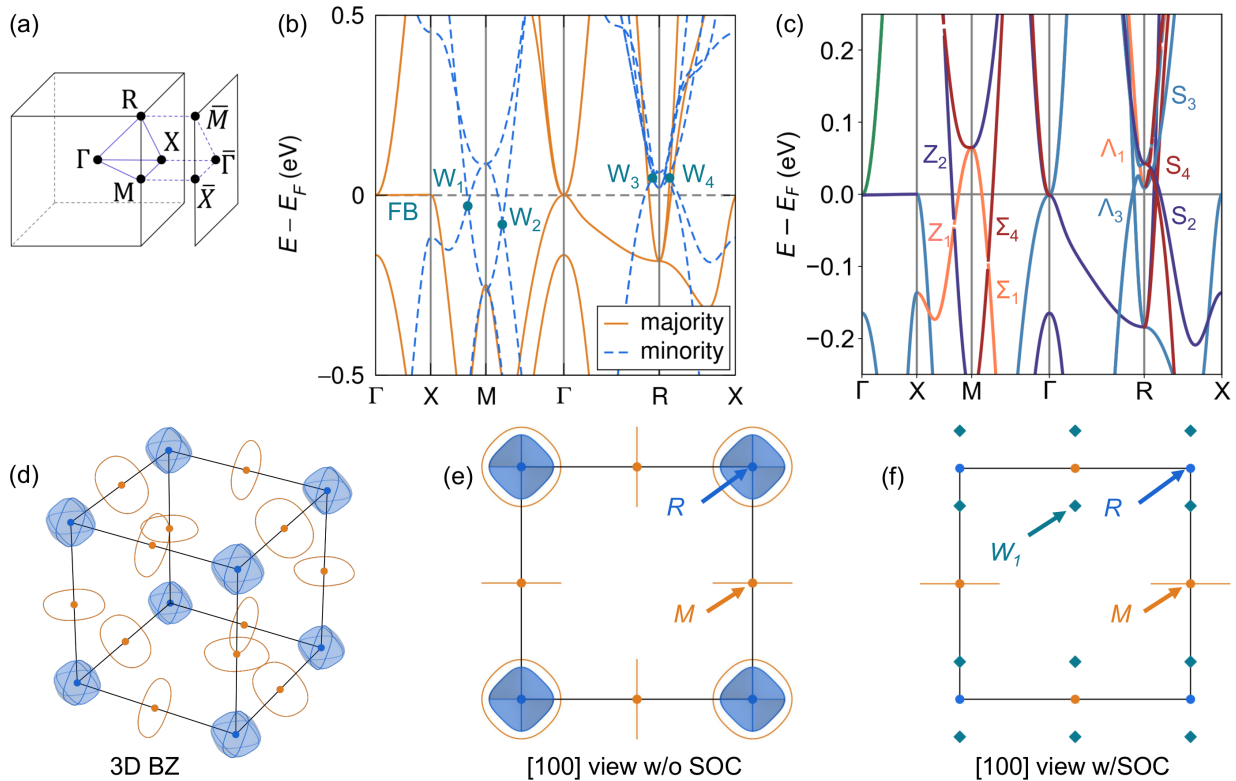 (a)
R
M̅
X
Γ
Γ̅
M
X̅
(b)
0.5
0
-0.5
E − E_F (eV)
W₁
FB
W₂
W₃
W₄
majority
minority
Γ X M Γ R X
(c)
0.2
0.1
0.0
−0.1
−0.2
E − E_F (eV)
Z₂
Z₁
Σ₄
Σ₁
Λ₁
Λ₃
S₃
S₄
S₂
Γ X M Γ R X
(d)
3D BZ
(e)
R
M
[100] view w/o SOC
(f)
R
W₁
M
[100] view w/SOC